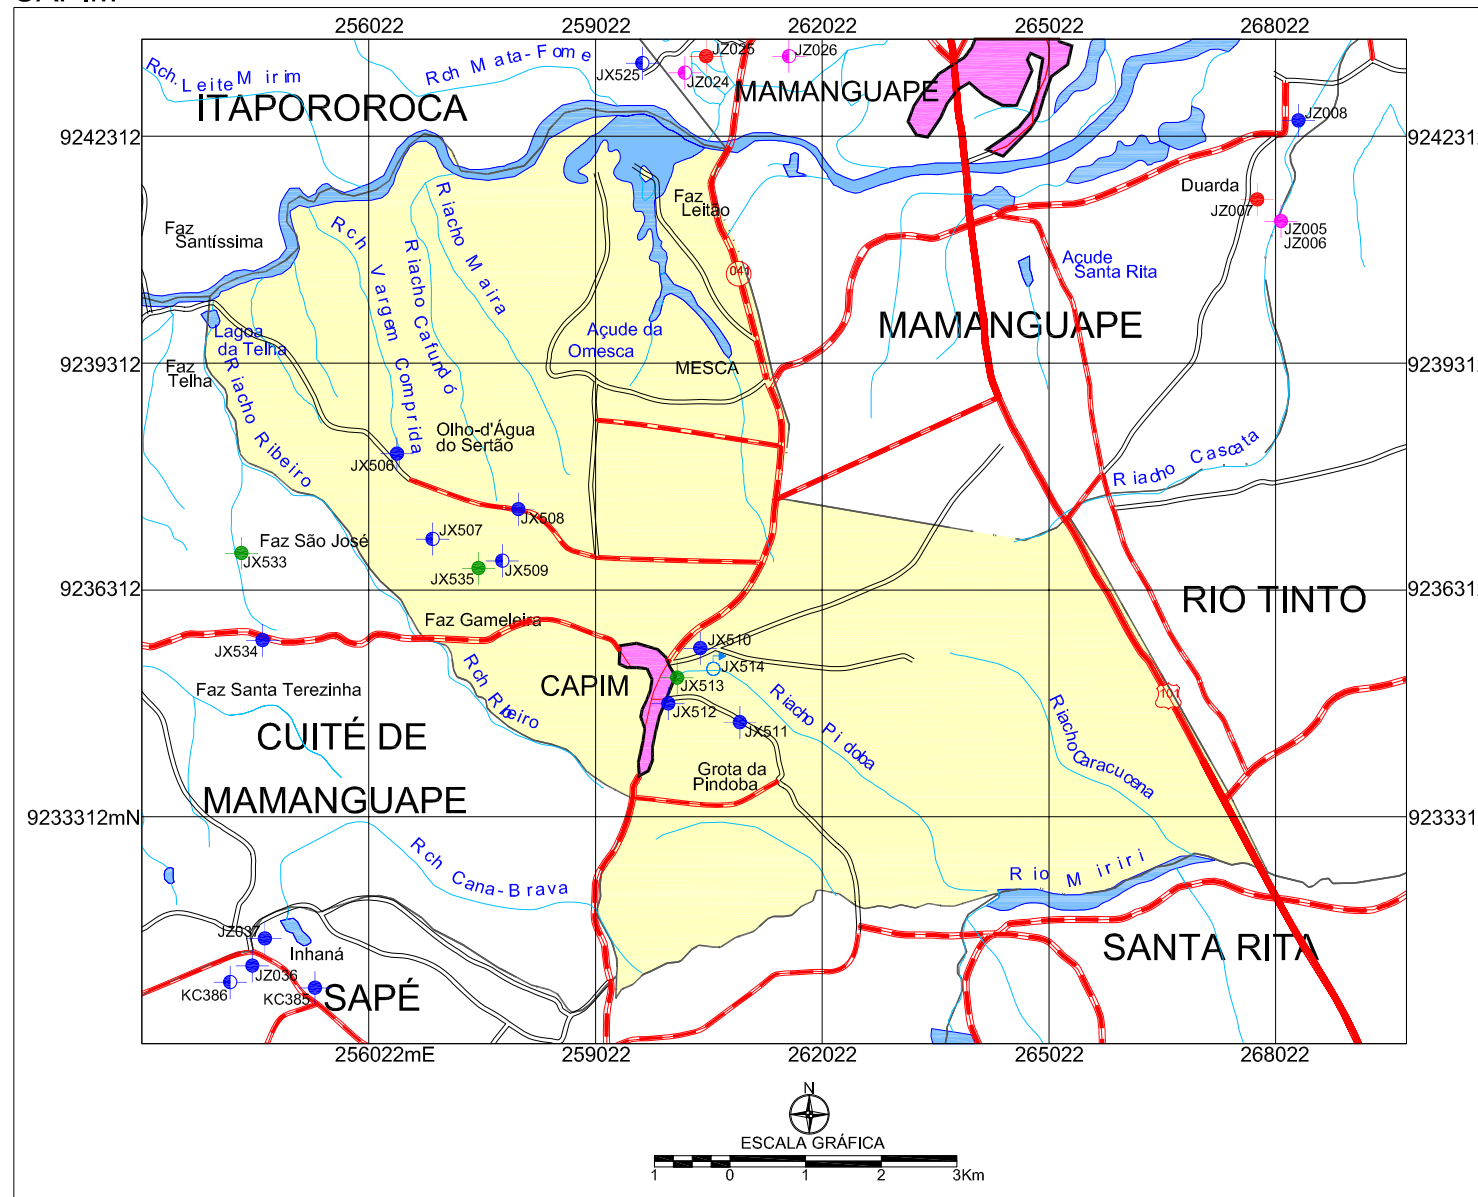 CAPIM
256022
259022
262022
265022
268022
Rch. Leite Mirim
Rch Mata-Fome
JX525
JZ025
JZ024
JZ026
ITAPOROROCA
MAMANGUAPE
JZ008
9242312
924231
Duarda
JZ007
JZ005
JZ006
Faz
Leitão
Faz
Santíssima
Rch Vargem Comprida
Riacho Cafundó
Riacho Maira
041
Açude
Santa Rita
Lagoa
da Telha
Açude da
Omesca
MAMANGUAPE
9239312
923931
Faz
Telha
MESCA
Riacho Ribeiro
Olho-d'Água
do Sertão
JX506
Riacho Cascata
JX508
JX507
Faz São José
JX533
JX509
JX535
9236312
923631
RIO TINTO
Faz Gameleira
JX534
JX510
JX514
CAPIM
JX513
Faz Santa Terezinha
Rch Ribeiro
JX512
JX511
Riacho Pidoba
Riacho Caracucena
101
CUITÉ DE
MAMANGUAPE
Grota da
Pindoba
9233312mN
923331
Rch Cana-Brava
Rio Miriri
JZ037
Inhaná
JZ036
KC386
KC385
SAPÉ
SANTA RITA
256022mE
259022
262022
265022
268022
N
ESCALA GRÁFICA
1 0 1 2 3Km